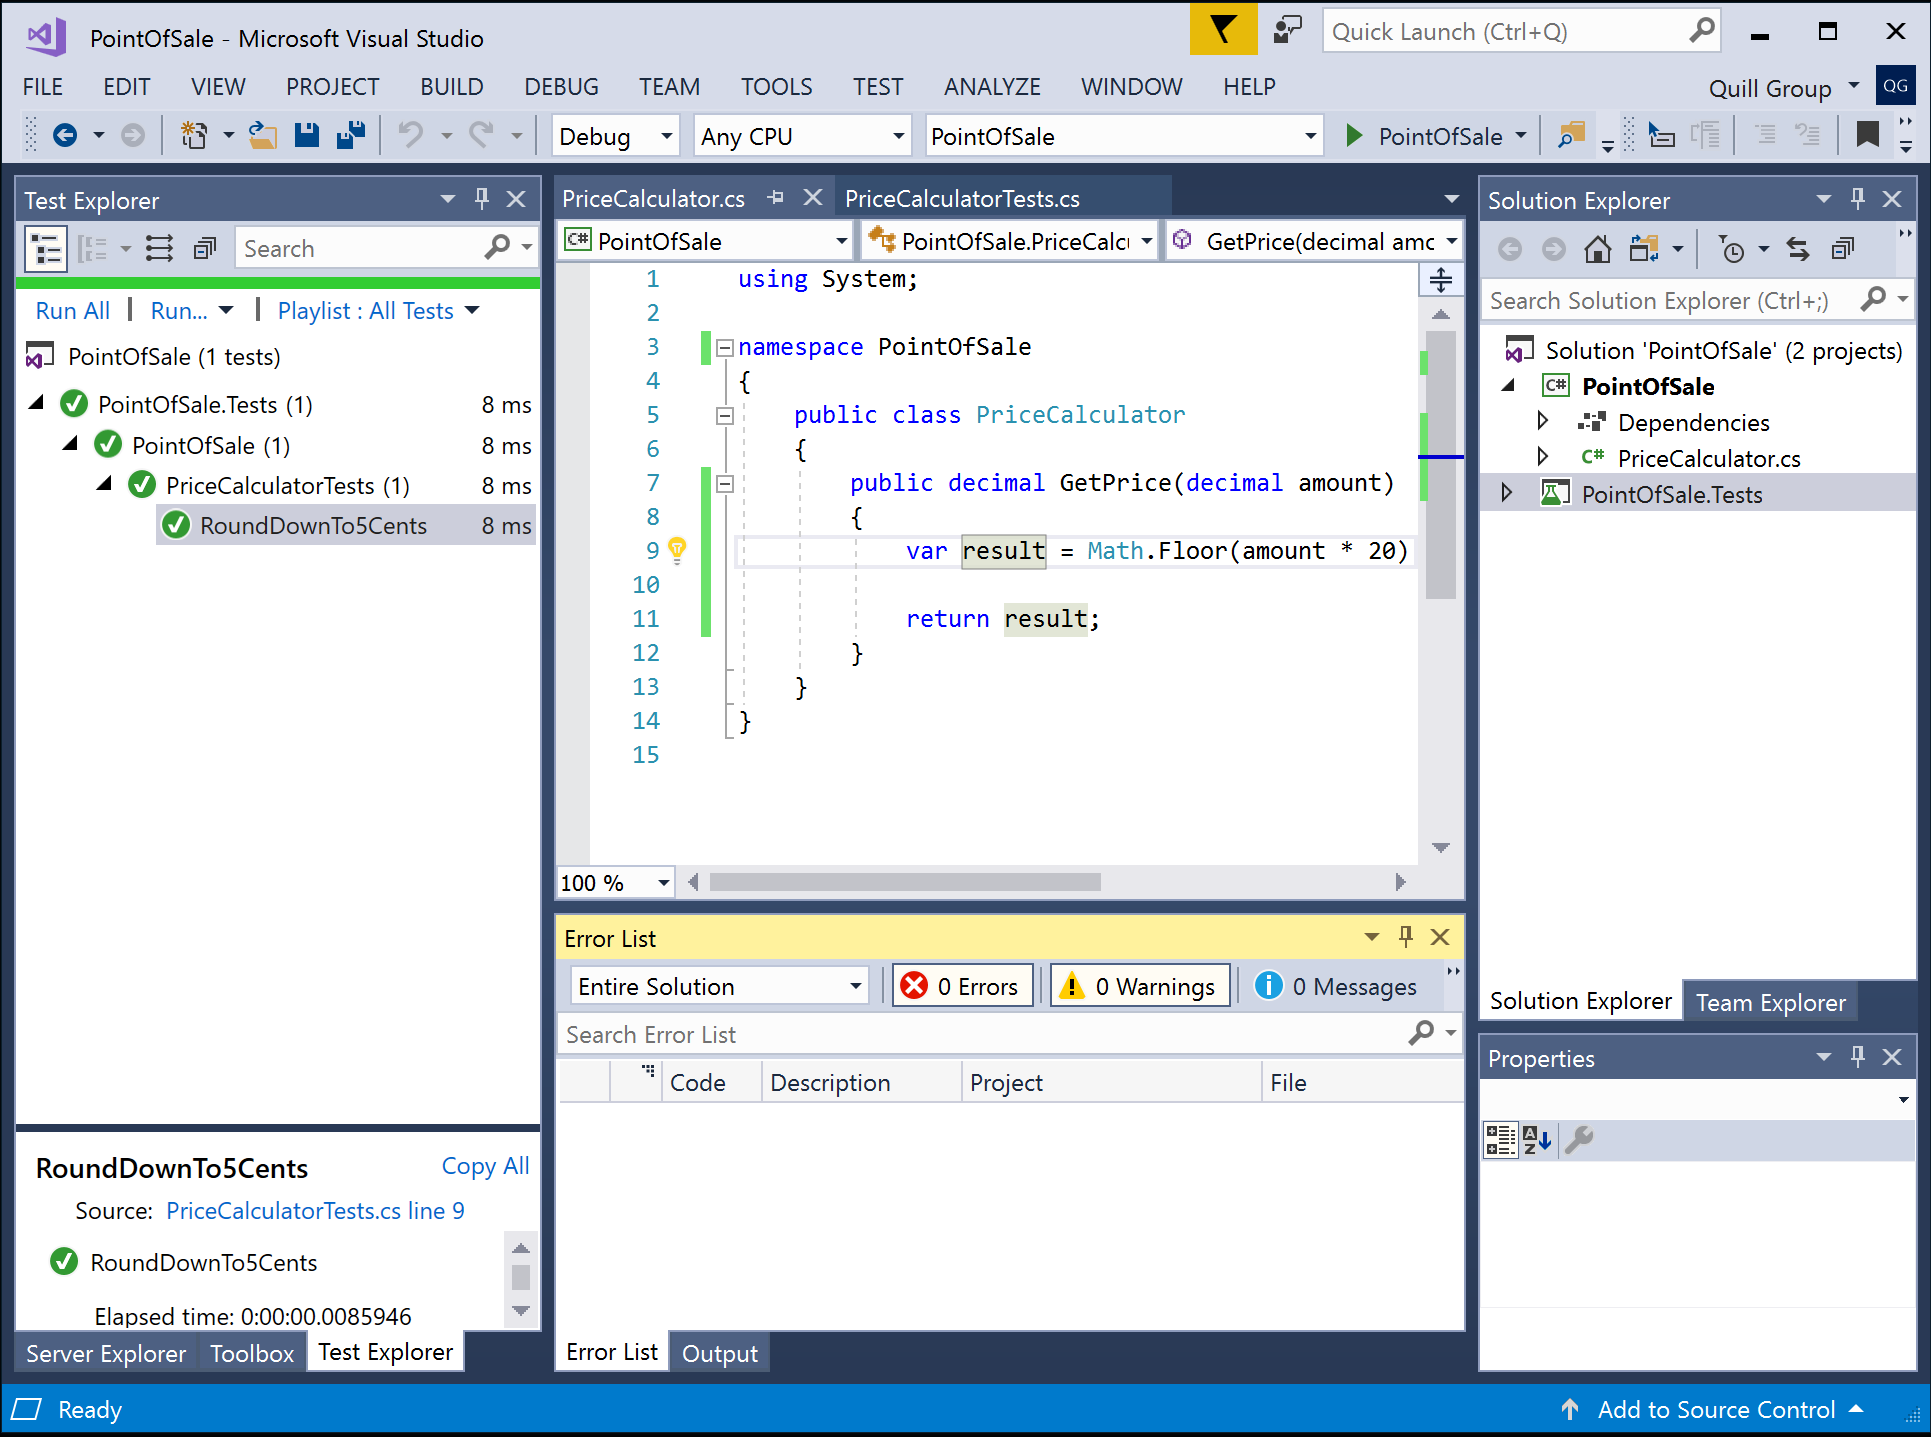 PointOfSale - Microsoft Visual Studio
Quick Launch (Ctrl+Q)
FILE EDIT VIEW PROJECT BUILD DEBUG TEAM TOOLS TEST ANALYZE WINDOW HELP
Quill Group QG
Debug Any CPU PointOfSale PointOfSale
Test Explorer
Search
Run All | Run... | Playlist : All Tests
PointOfSale (1 tests)
PointOfSale.Tests (1) 8 ms
PointOfSale (1) 8 ms
PriceCalculatorTests (1) 8 ms
RoundDownTo5Cents 8 ms
RoundDownTo5Cents Copy All
Source: PriceCalculatorTests.cs line 9
RoundDownTo5Cents
Elapsed time: 0:00:00.0085946
Server Explorer Toolbox Test Explorer
PriceCalculator.cs PriceCalculatorTests.cs
C# PointOfSale PointOfSale.PriceCalc GetPrice(decimal amc
1 using System;
2
3 namespace PointOfSale
4 {
5 public class PriceCalculator
6 {
7 public decimal GetPrice(decimal amount)
8 {
9 var result = Math.Floor(amount * 20)
10
11 return result;
12 }
13 }
14 }
15
100 %
Error List
Entire Solution 0 Errors 0 Warnings 0 Messages
Search Error List
Code Description Project File
Error List Output
Solution Explorer
Search Solution Explorer (Ctrl+;)
Solution 'PointOfSale' (2 projects)
C# PointOfSale
Dependencies
C# PriceCalculator.cs
PointOfSale.Tests
Solution Explorer Team Explorer
Properties
Ready
Add to Source Control